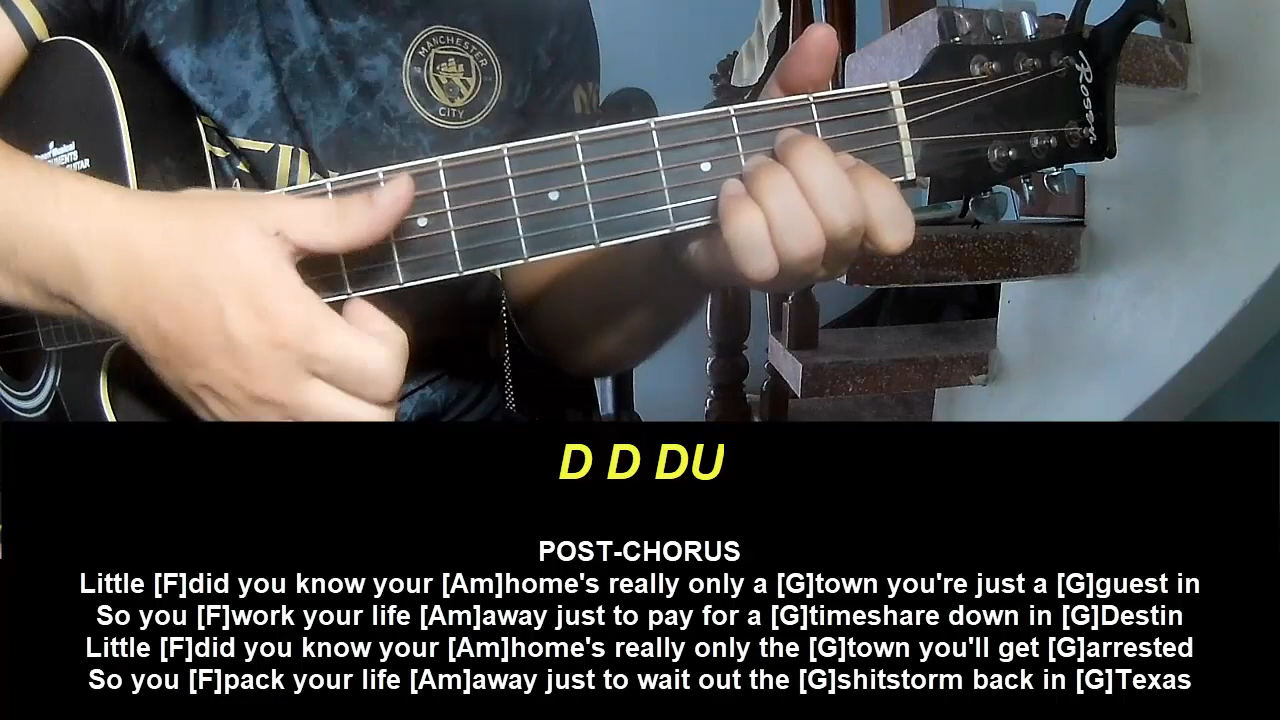 MANCHESTER
CITY
Rosen
D D DU
POST-CHORUS
Little [F]did you know your [Am]home's really only a [G]town you're just a [G]guest in
So you [F]work your life [Am]away just to pay for a [G]timeshare down in [G]Destin
Little [F]did you know your [Am]home's really only the [G]town you'll get [G]arrested
So you [F]pack your life [Am]away just to wait out the [G]shitstorm back in [G]Texas